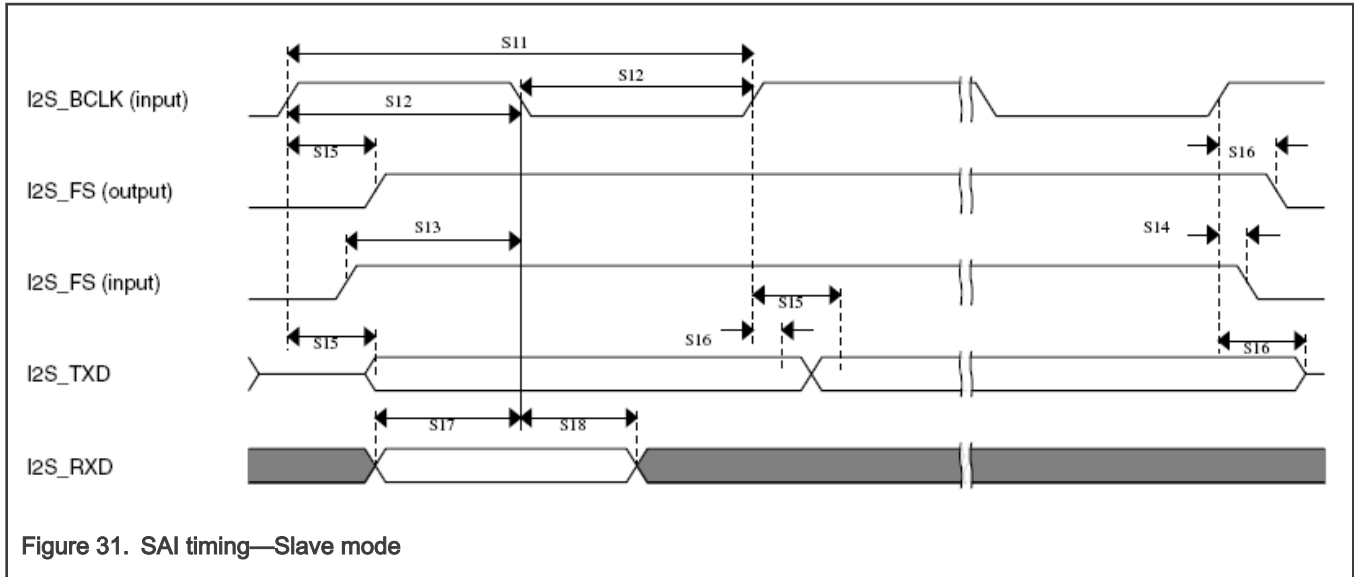 S11
I2S_BCLK (input)
S12
S12
S15
S16
I2S_FS (output)
S13
S14
I2S_FS (input)
S15
S15
S16
S16
I2S_TXD
S17
S18
I2S_RXD
Figure 31. SAI timing—Slave mode